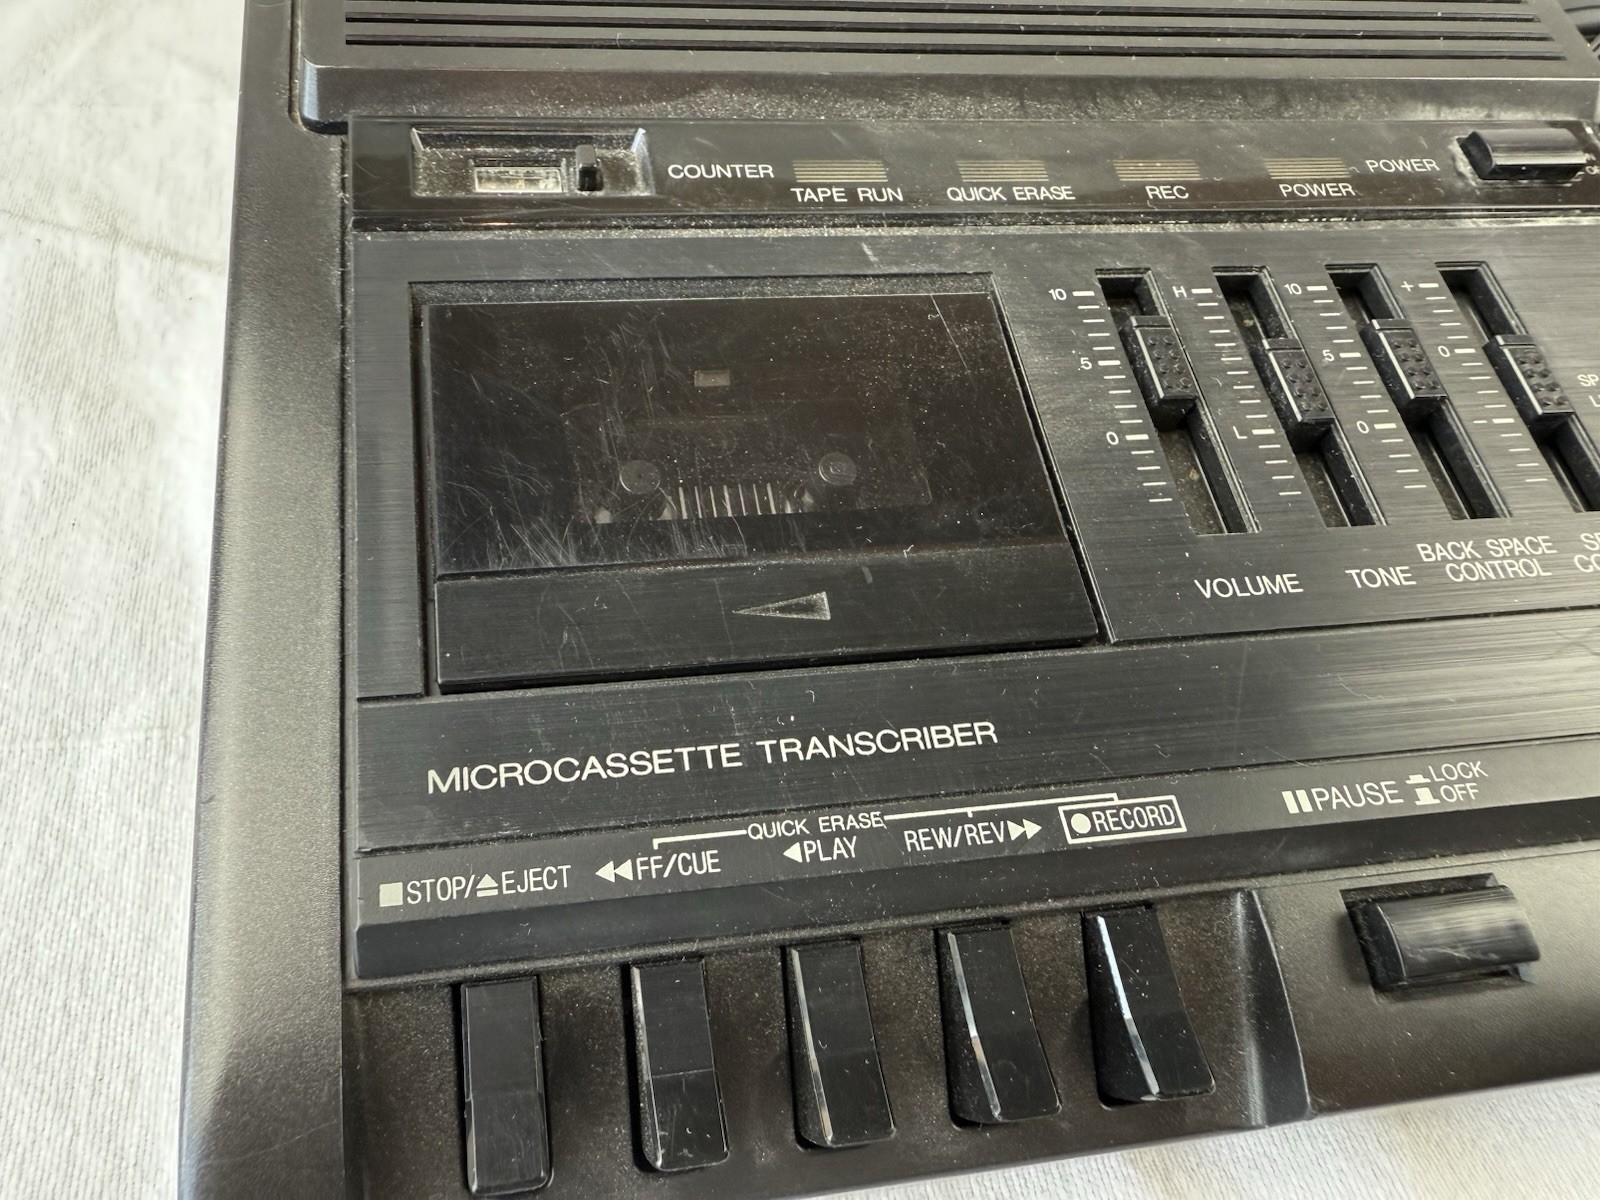 COUNTER
TAPE RUN
QUICK ERASE
REC
POWER
POWER
10
5
0
H
L
10
5
0
+
0
-
VOLUME
TONE
BACK SPACE
CONTROL
MICROCASSETTE TRANSCRIBER
QUICK ERASE
■STOP/⏏EJECT ◀◀FF/CUE ◀PLAY REW/REV▶▶ ●RECORD
❚❚PAUSE LOCK
OFF